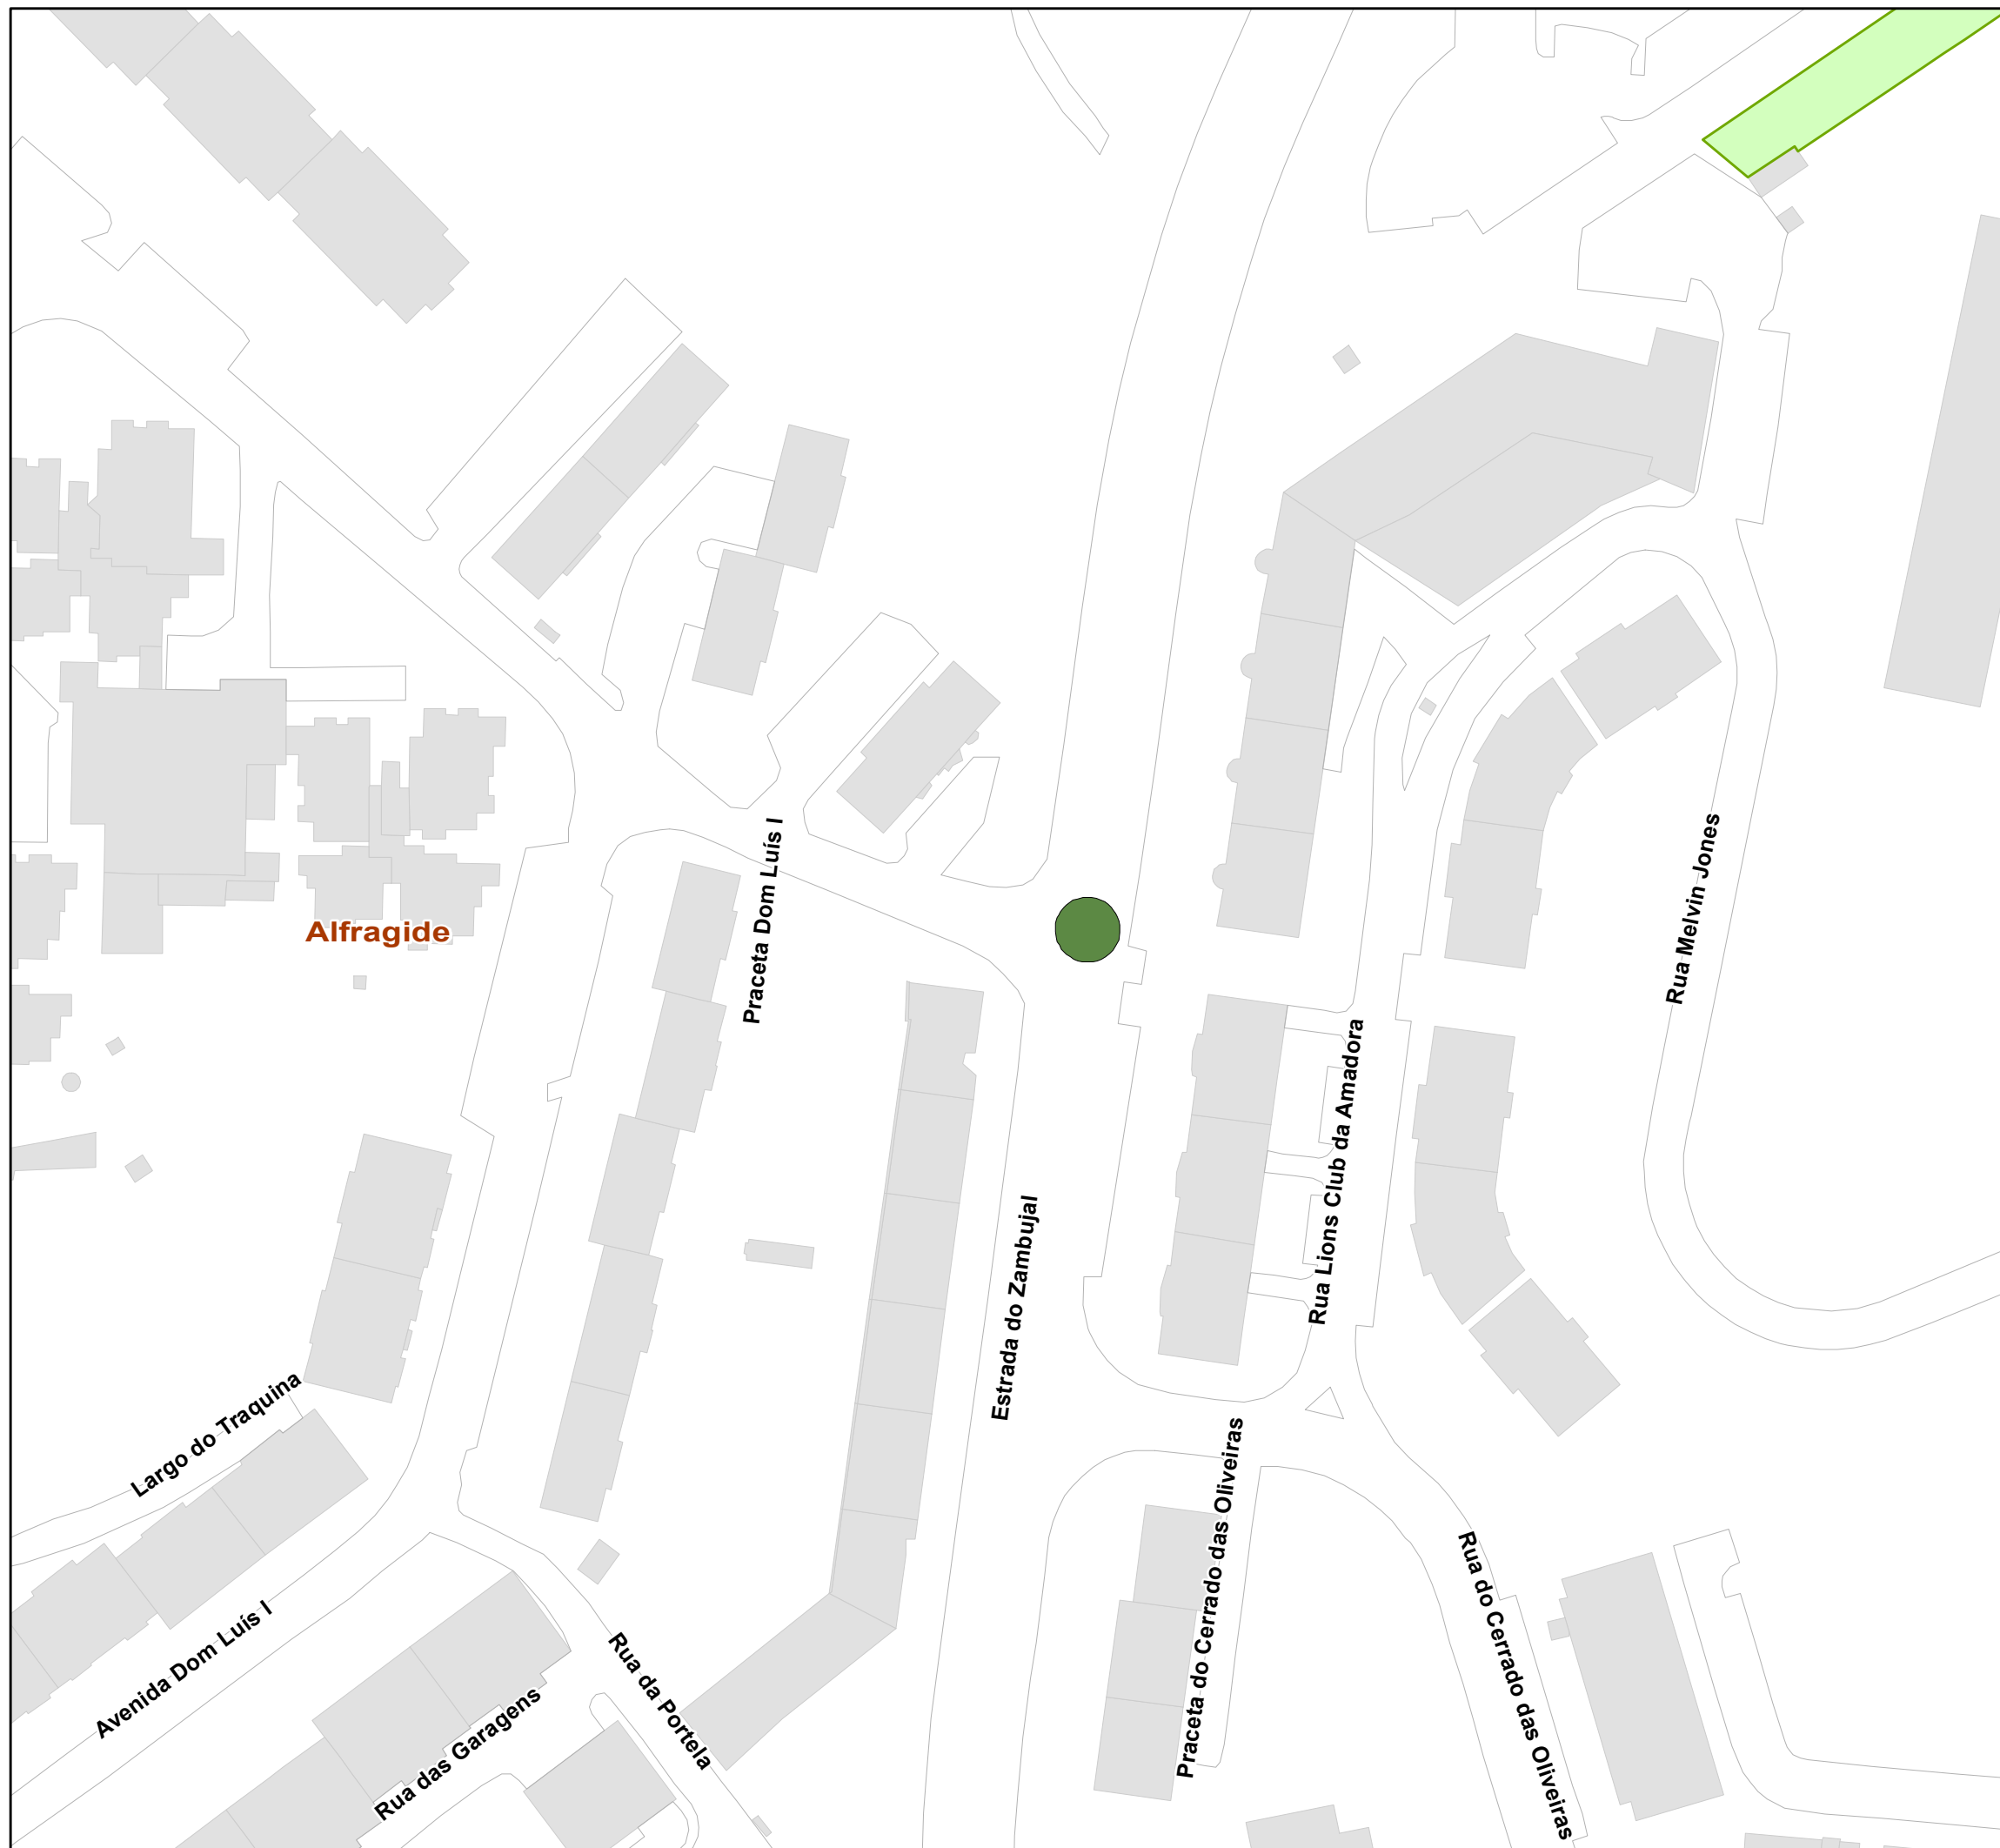 Praceta Dom Luís I
Rua Melvin Jones
Alfragide
Rua Lions Club da Amadora
Estrada do Zambujal
Largo do Traquina
Praceta do Cerrado das Oliveiras
Rua do Cerrado das Oliveiras
Avenida Dom Luís I
Rua da Portela
Rua das Garagens